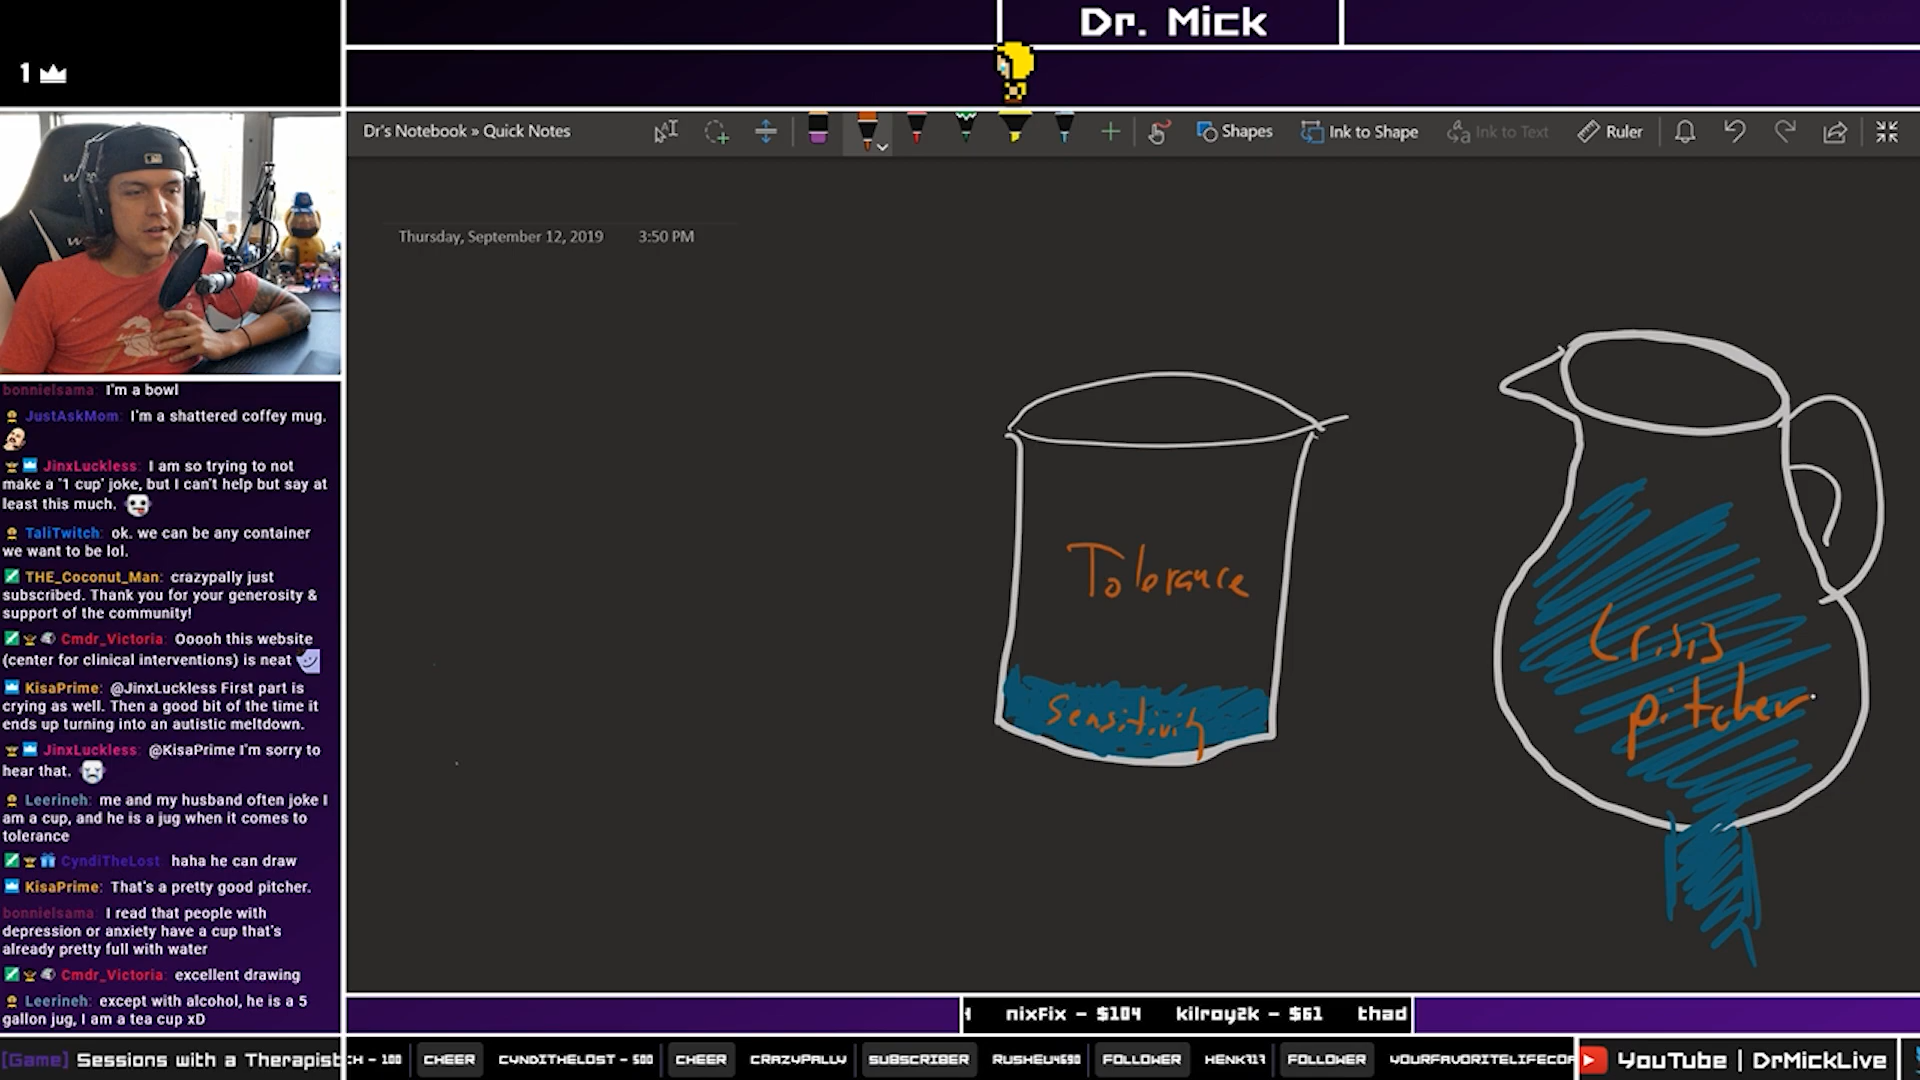 Dr. Mick
1
Dr's Notebook » Quick Notes
Shapes
Ink to Shape
Ink to Text
Ruler
Thursday, September 12, 2019 3:50 PM
Tolerance
Sensitivity
Crisis
pitcher
bonnielsama: I'm a bowl
JustAskMom: I'm a shattered coffey mug.
JinxLuckless: I am so trying to not
make a '1 cup' joke, but I can't help but say at
least this much.
TaliTwitch: ok. we can be any container
we want to be lol.
THE_Coconut_Man: crazypally just
subscribed. Thank you for your generosity &
support of the community!
Cmdr_Victoria: Ooooh this website
(center for clinical interventions) is neat
KisaPrime: @JinxLuckless First part is
crying as well. Then a good bit of the time it
ends up turning into an autistic meltdown.
JinxLuckless: @KisaPrime I'm sorry to
hear that.
Leerineh: me and my husband often joke I
am a cup, and he is a jug when it comes to
tolerance
CyndiTheLost: haha he can draw
KisaPrime: That's a pretty good pitcher.
bonnielsama: I read that people with
depression or anxiety have a cup that's
already pretty full with water
Cmdr_Victoria: excellent drawing
Leerineh: except with alcohol, he is a 5
gallon jug, I am a tea cup xD
nixFix - $104 kilroy2k - $61 thad
[Game] Sessions with a Therapist
CH - 100 CHEER CYNDITHELOST - 500 CHEER CRAZYPALLY SUBSCRIBER RUSHEU4690 FOLLOWER HENK717 FOLLOWER YOURFAVORITELIFECO
YouTube | DrMickLive